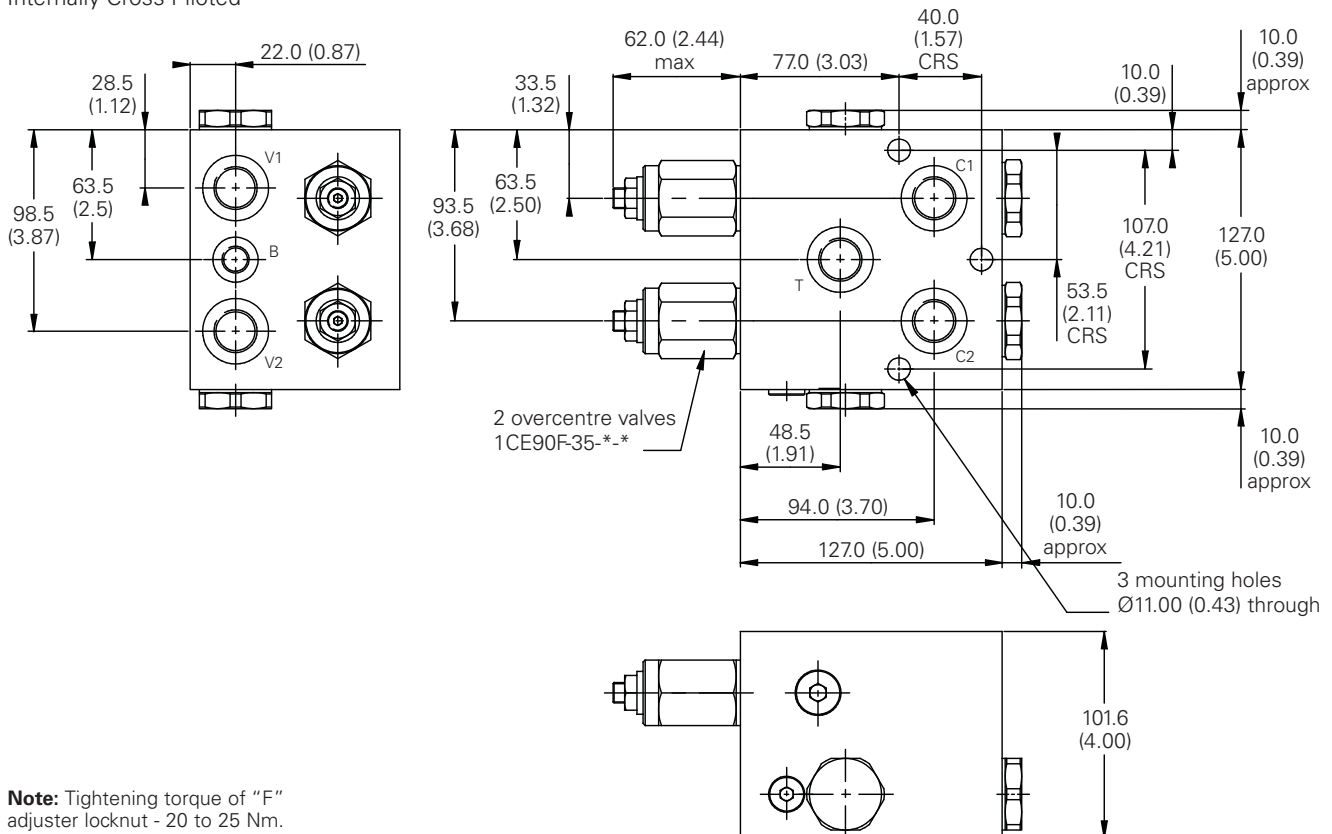 Internally Cross Piloted
22.0 (0.87)
28.5
(1.12)
63.5
(2.5)
98.5
(3.87)
V1
B
V2
62.0 (2.44)
max
77.0 (3.03)
40.0
(1.57)
CRS
10.0
(0.39)
10.0
(0.39)
approx
33.5
(1.32)
63.5
(2.50)
93.5
(3.68)
C1
T
C2
107.0
(4.21)
CRS
127.0
(5.00)
53.5
(2.11)
CRS
2 overcentre valves
1CE90F-35-*-*
48.5
(1.91)
94.0 (3.70)
127.0 (5.00)
10.0
(0.39)
approx
10.0
(0.39)
approx
3 mounting holes
Ø11.00 (0.43) through
101.6
(4.00)
Note: Tightening torque of “F”
adjuster locknut - 20 to 25 Nm.